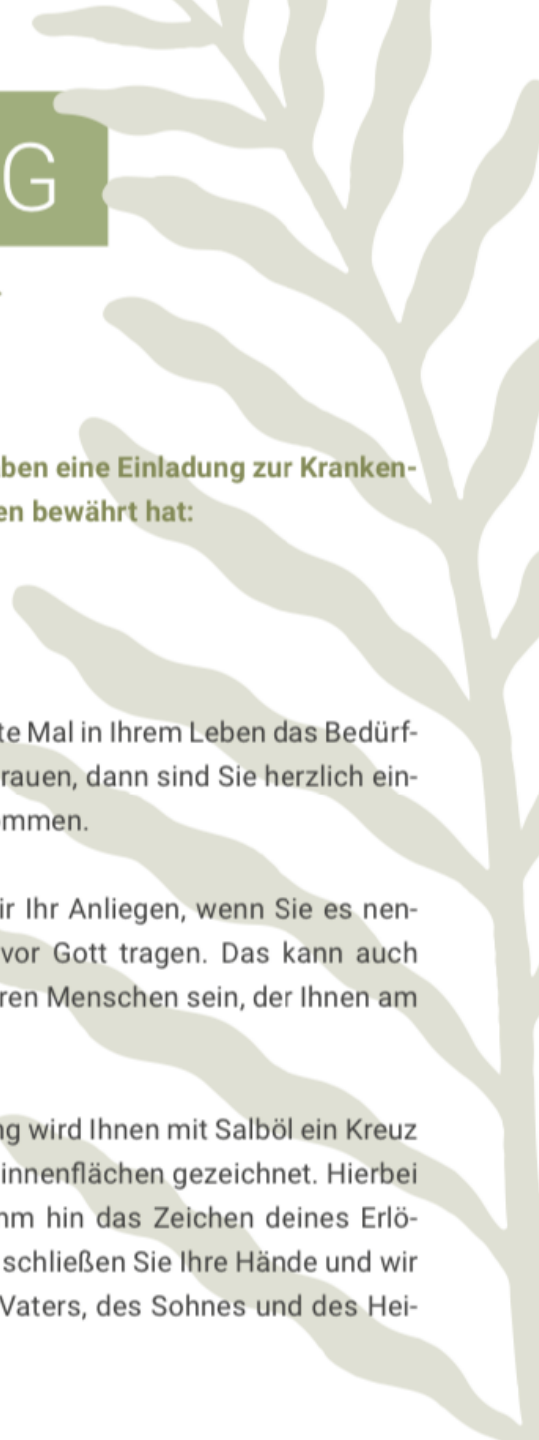 G
ben eine Einladung zur Kranken-
en bewährt hat:
te Mal in Ihrem Leben das Bedürf-
rauen, dann sind Sie herzlich ein-
mmen.
ir Ihr Anliegen, wenn Sie es nen-
vor Gott tragen. Das kann auch
ren Menschen sein, der Ihnen am
ng wird Ihnen mit Salböl ein Kreuz
innenflächen gezeichnet. Hierbei
mm hin das Zeichen deines Erlö-
schließen Sie Ihre Hände und wir
Vaters, des Sohnes und des Hei-